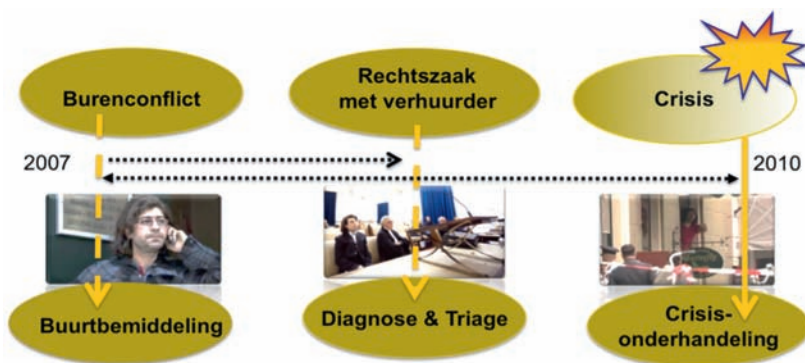 Burenconflict
Rechtszaak
met verhuurder
Crisis
2007
2010
Buurtbemiddeling
Diagnose & Triage
Crisis-
onderhandeling